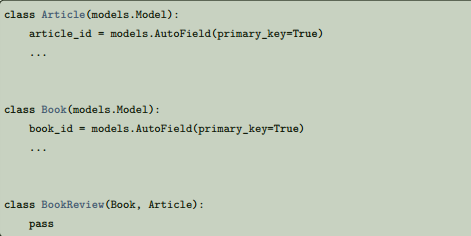 class Article(models.Model):
    article_id = models.AutoField(primary_key=True)
    ...
class Book(models.Model):
    book_id = models.AutoField(primary_key=True)
    ...
class BookReview(Book, Article):
    pass